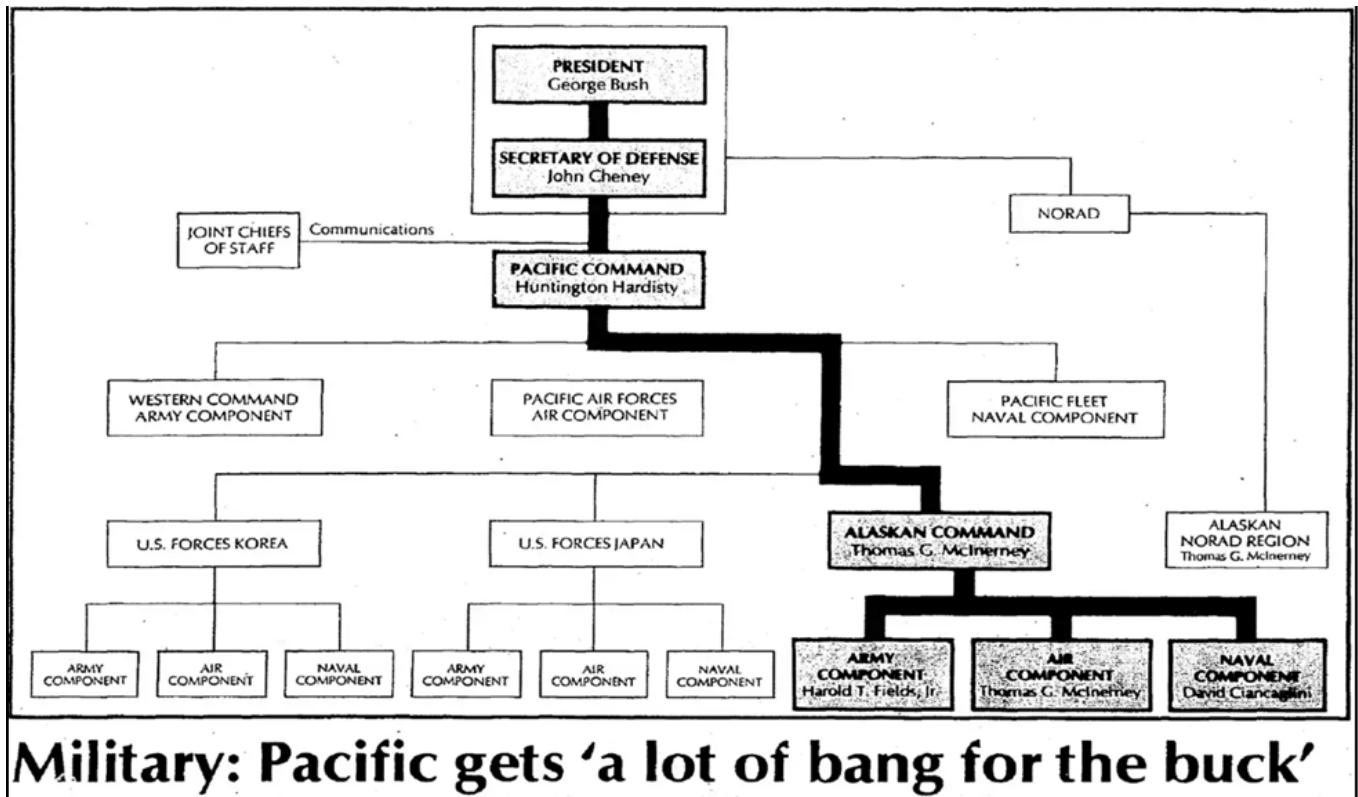 PRESIDENT
George Bush
SECRETARY OF DEFENSE
John Cheney
NORAD
JOINT CHIEFS
OF STAFF
Communications
PACIFIC COMMAND
Huntington Hardisty
WESTERN COMMAND
ARMY COMPONENT
PACIFIC AIR FORCES
AIR COMPONENT
PACIFIC FLEET
NAVAL COMPONENT
U.S. FORCES KOREA
U.S. FORCES JAPAN
ALASKAN COMMAND
Thomas G. McInerney
ALASKAN
NORAD REGION
Thomas G. McInerney
ARMY
COMPONENT
AIR
COMPONENT
NAVAL
COMPONENT
ARMY
COMPONENT
AIR
COMPONENT
NAVAL
COMPONENT
ARMY
COMPONENT
Harold T. Fields, Jr.
AIR
COMPONENT
Thomas G. McInerney
NAVAL
COMPONENT
David Ciancaglini
Military: Pacific gets ‘a lot of bang for the buck’